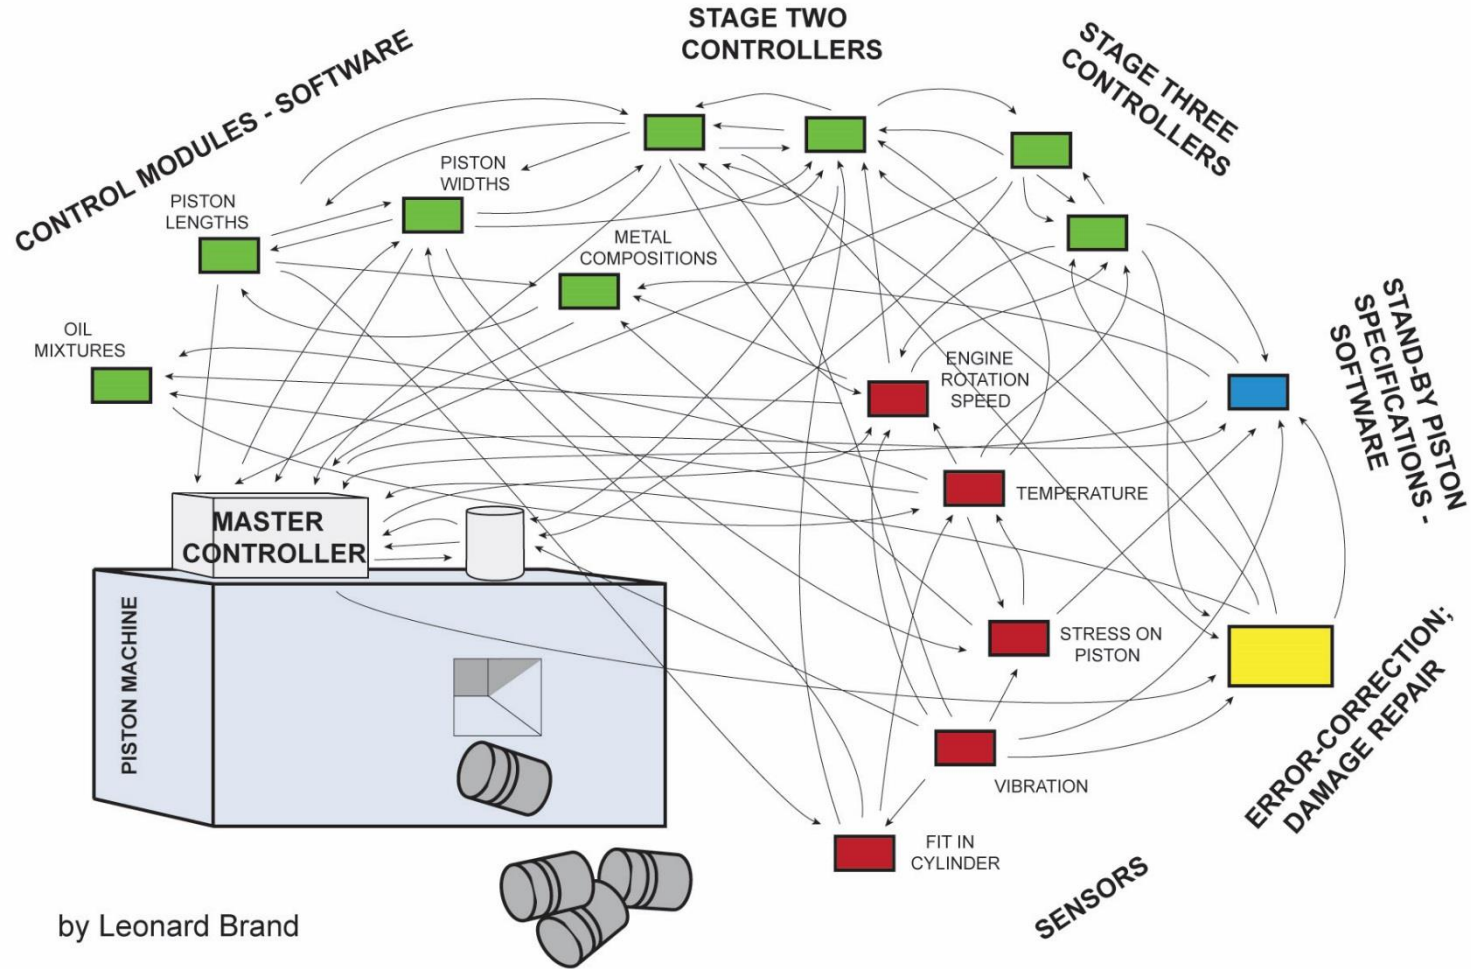 STAGE TWO
CONTROLLERS
STAGE THREE
CONTROLLERS
CONTROL MODULES - SOFTWARE
PISTON
WIDTHS
PISTON
LENGTHS
METAL
COMPOSITIONS
OIL
MIXTURES
ENGINE
ROTATION
SPEED
STAND-BY PISTON
SPECIFICATIONS -
SOFTWARE
TEMPERATURE
MASTER
CONTROLLER
PISTON MACHINE
STRESS ON
PISTON
VIBRATION
ERROR-CORRECTION;
DAMAGE REPAIR
FIT IN
CYLINDER
SENSORS
by Leonard Brand